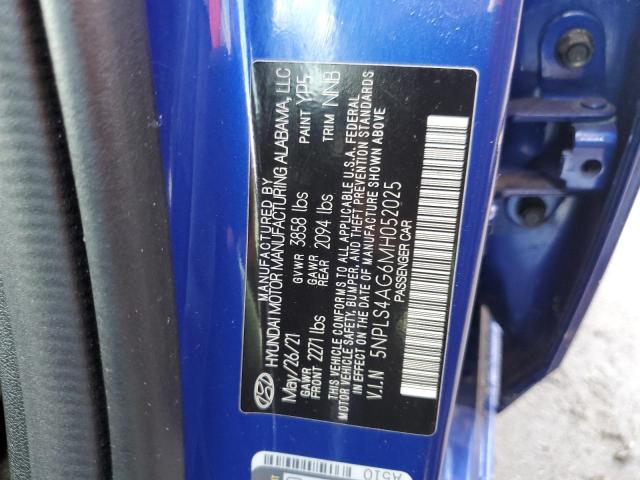 MANUFACTURED BY
HYUNDAI MOTOR MANUFACTURING ALABAMA, LLC
May/26/21 GVWR 3858 lbs PAINT YP5
GAWR FRONT 2271 lbs GAWR REAR 2094 lbs TRIM NNB
THIS VEHICLE CONFORMS TO ALL APPLICABLE U.S.A. FEDERAL
MOTOR VEHICLE SAFETY, BUMPER, AND THEFT PREVENTION STANDARDS
IN EFFECT ON THE DATE OF MANUFACTURE SHOWN ABOVE
V.I.N 5NPLS4AG6MH052025
PASSENGER CAR
A510